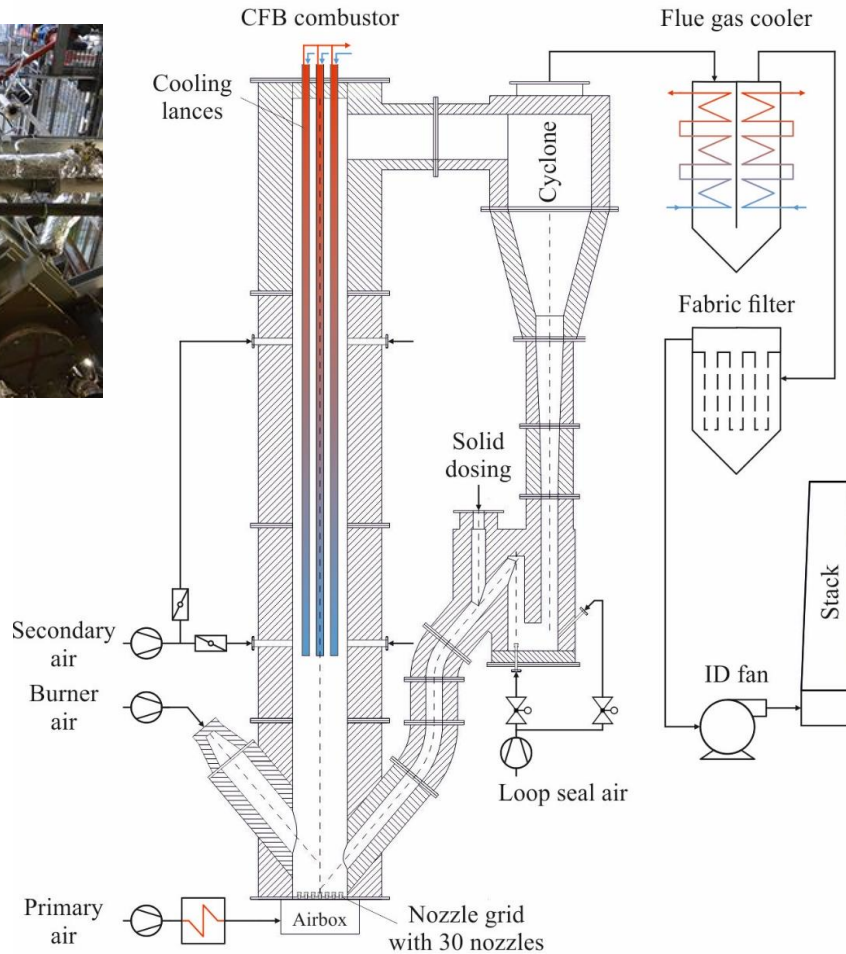 CFB combustor
Flue gas cooler
Cooling
lances
Cyclone
Fabric filter
Solid
dosing
Stack
Secondary
air
Burner
air
ID fan
Loop seal air
Primary
air
Airbox
Nozzle grid
with 30 nozzles